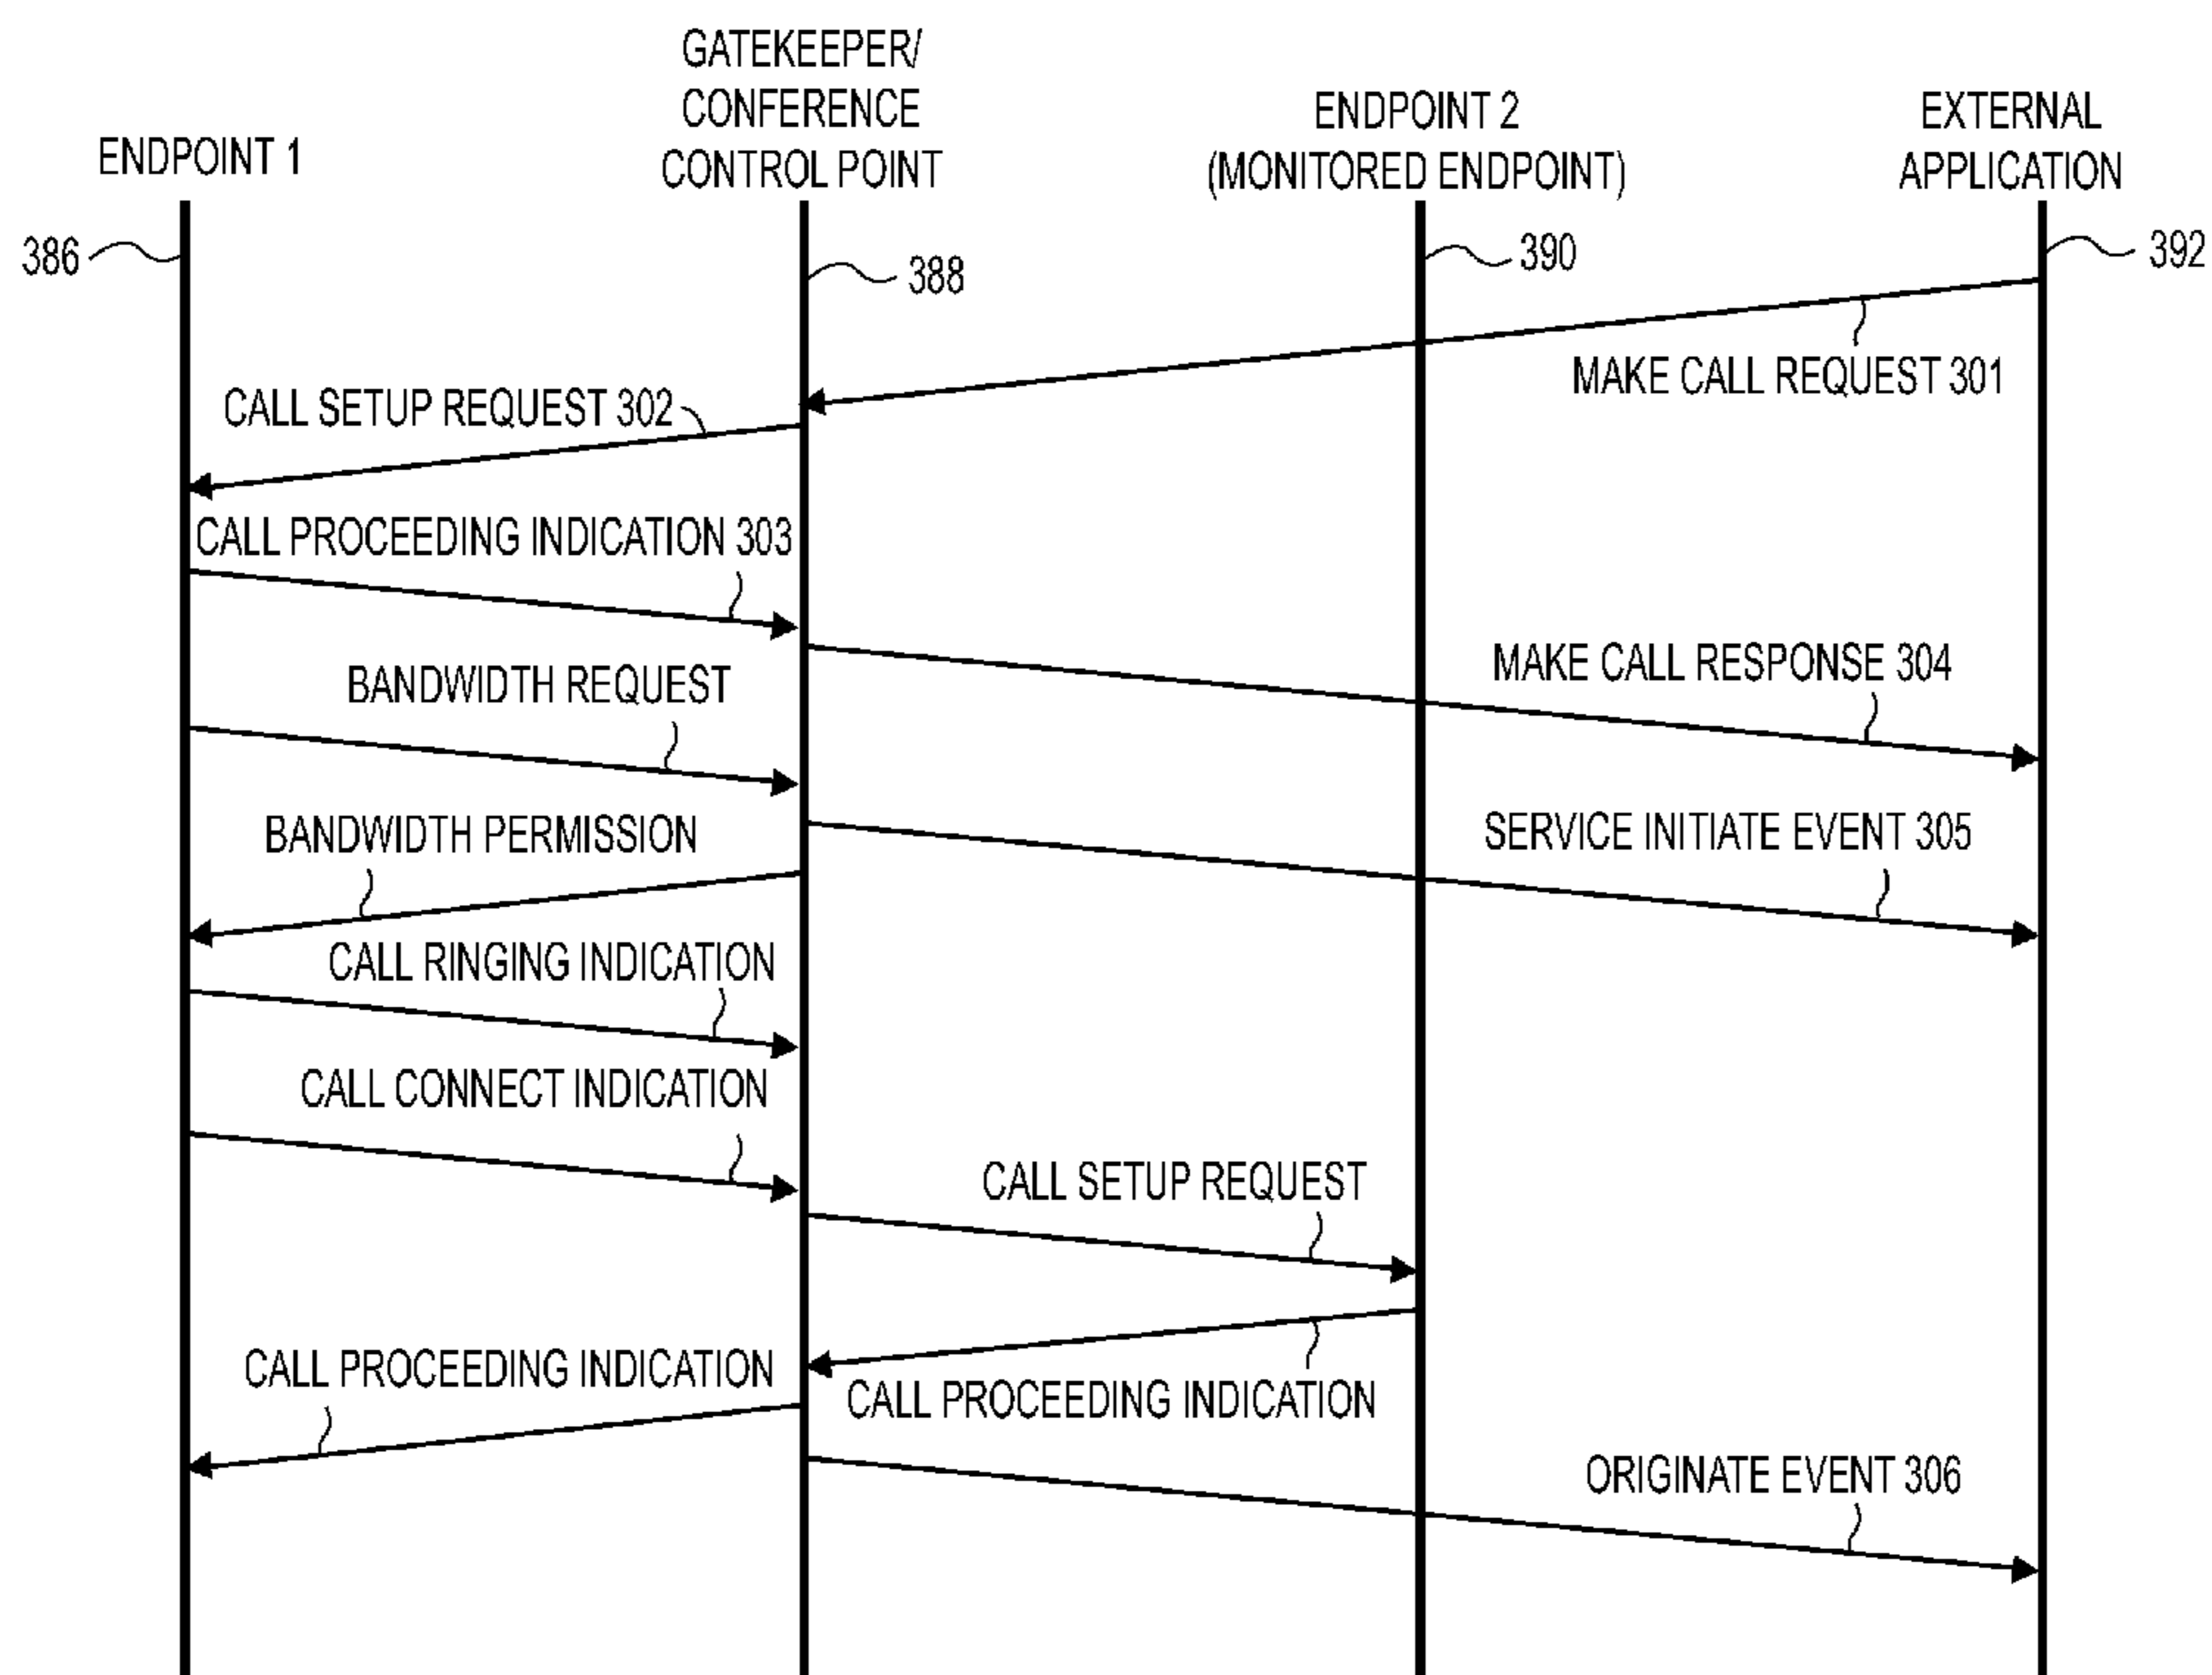 ENDPOINT 1
GATEKEEPER/
CONFERENCE
CONTROL POINT
ENDPOINT 2
(MONITORED ENDPOINT)
EXTERNAL
APPLICATION
386
388
390
392
MAKE CALL REQUEST 301
CALL SETUP REQUEST 302
CALL PROCEEDING INDICATION 303
MAKE CALL RESPONSE 304
BANDWIDTH REQUEST
SERVICE INITIATE EVENT 305
BANDWIDTH PERMISSION
CALL RINGING INDICATION
CALL CONNECT INDICATION
CALL SETUP REQUEST
CALL PROCEEDING INDICATION
CALL PROCEEDING INDICATION
ORIGINATE EVENT 306